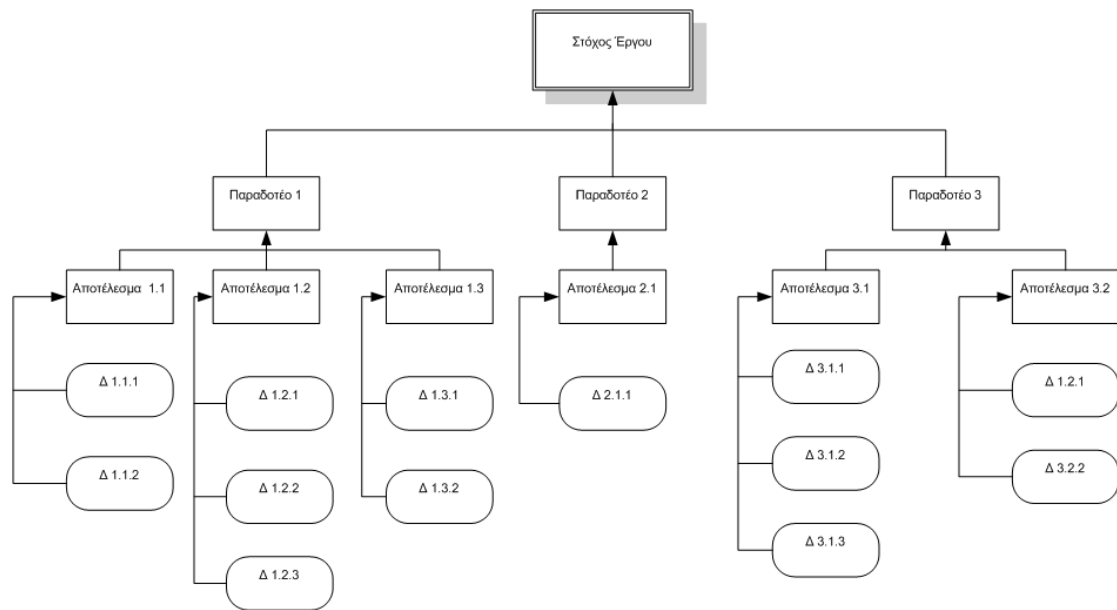 Στόχος Έργου
Παραδοτέο 1
Παραδοτέο 2
Παραδοτέο 3
Αποτέλεσμα 1.1
Αποτέλεσμα 1.2
Αποτέλεσμα 1.3
Αποτέλεσμα 2.1
Αποτέλεσμα 3.1
Αποτέλεσμα 3.2
Δ 1.1.1
Δ 1.2.1
Δ 1.3.1
Δ 2.1.1
Δ 3.1.1
Δ 1.2.1
Δ 1.1.2
Δ 1.2.2
Δ 1.3.2
Δ 3.1.2
Δ 3.2.2
Δ 1.2.3
Δ 3.1.3